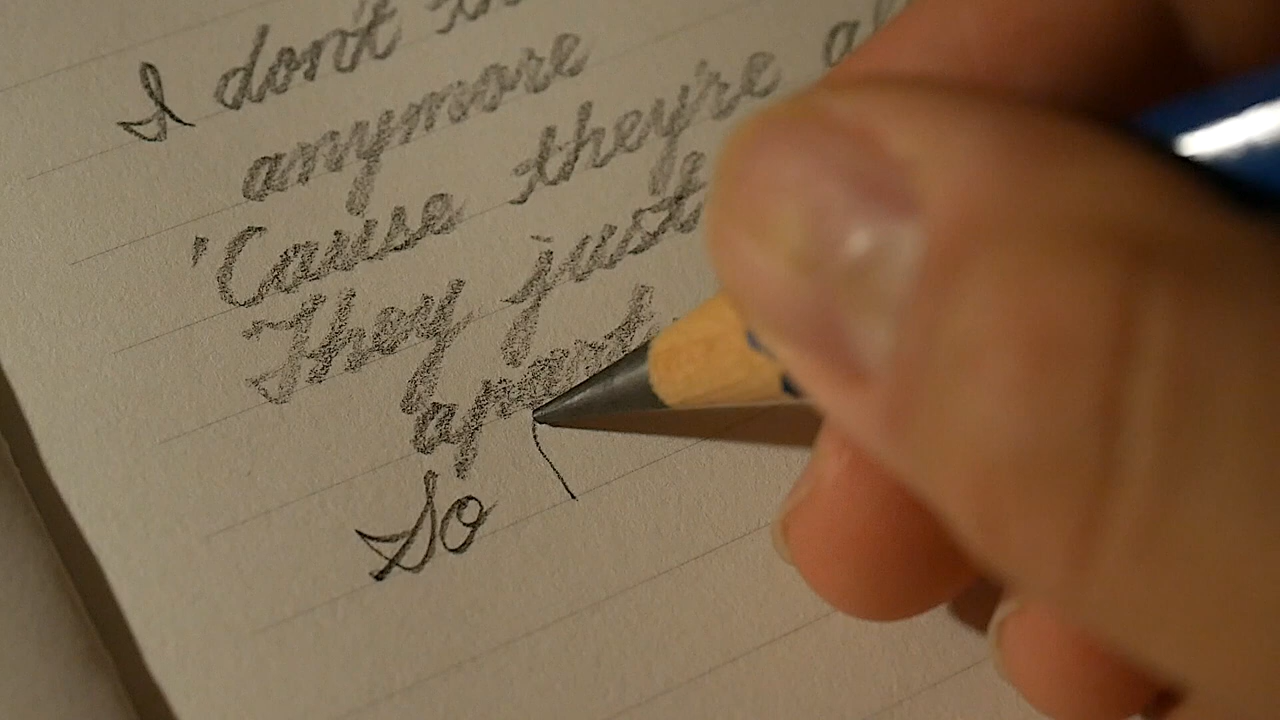 I don't
anymore
'Cause they're
They just
apart
So